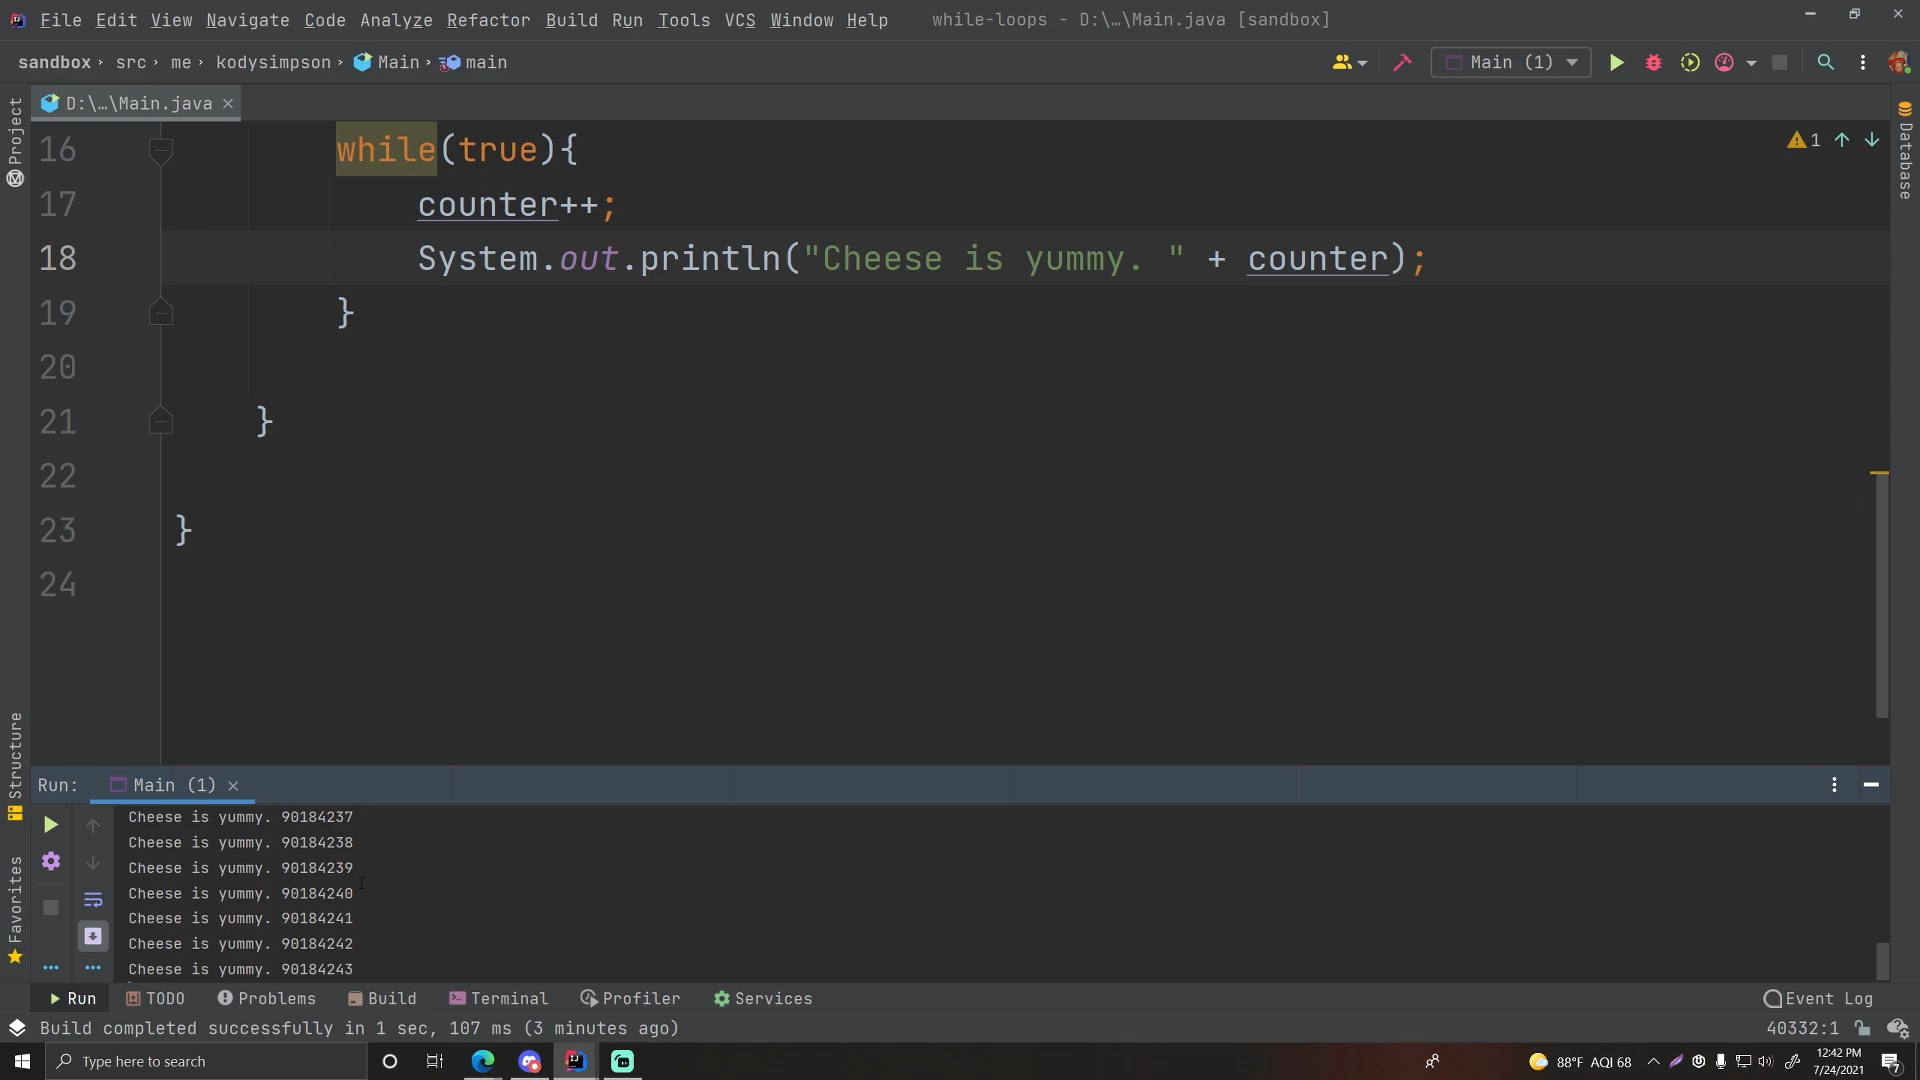 File Edit View Navigate Code Analyze Refactor Build Run Tools VCS Window Help while-loops - D:\...\Main.java [sandbox]
sandbox › src › me › kodysimpson › Main › main Main (1)
D:\...\Main.java
Project
Database
1
16 while(true){
17 counter++;
18 System.out.println("Cheese is yummy. " + counter);
19 }
20
21 }
22
23 }
24
Structure
Favorites
Run: Main (1)
Cheese is yummy. 90184237
Cheese is yummy. 90184238
Cheese is yummy. 90184239
Cheese is yummy. 90184240
Cheese is yummy. 90184241
Cheese is yummy. 90184242
Cheese is yummy. 90184243
Run TODO Problems Build Terminal Profiler Services Event Log
Build completed successfully in 1 sec, 107 ms (3 minutes ago) 40332:1
Type here to search 88°F AQI 68 12:42 PM
7/24/2021 7